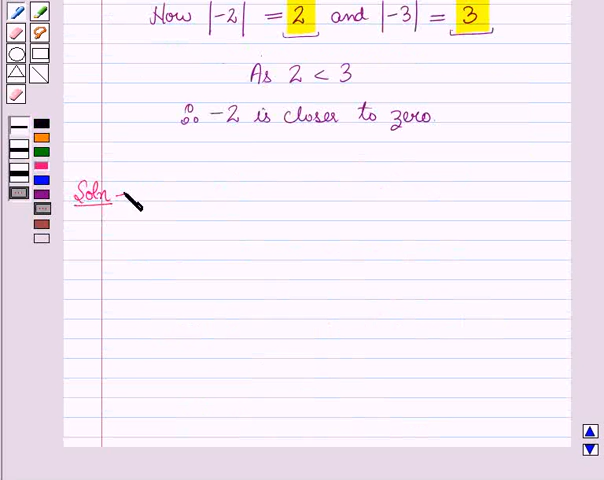 Now |-2| = 2 and |-3| = 3
As 2 < 3
∴ -2 is closer to zero.
Soln -